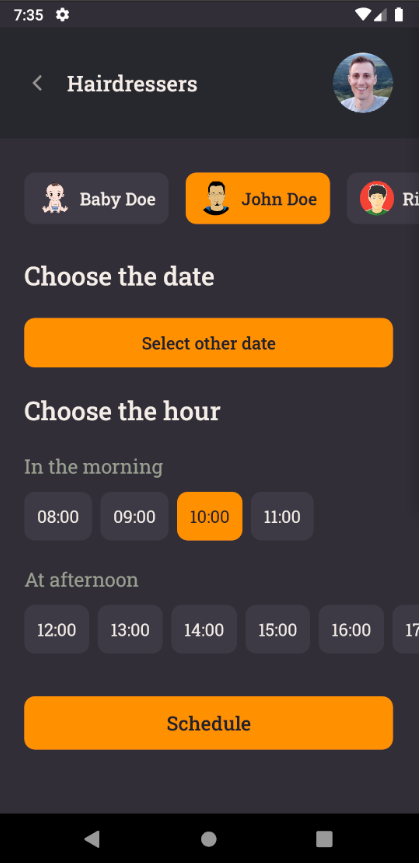 7:35
Hairdressers
Baby Doe
John Doe
Ri
Choose the date
Select other date
Choose the hour
In the morning
08:00 09:00 10:00 11:00
At afternoon
12:00 13:00 14:00 15:00 16:00 17
Schedule